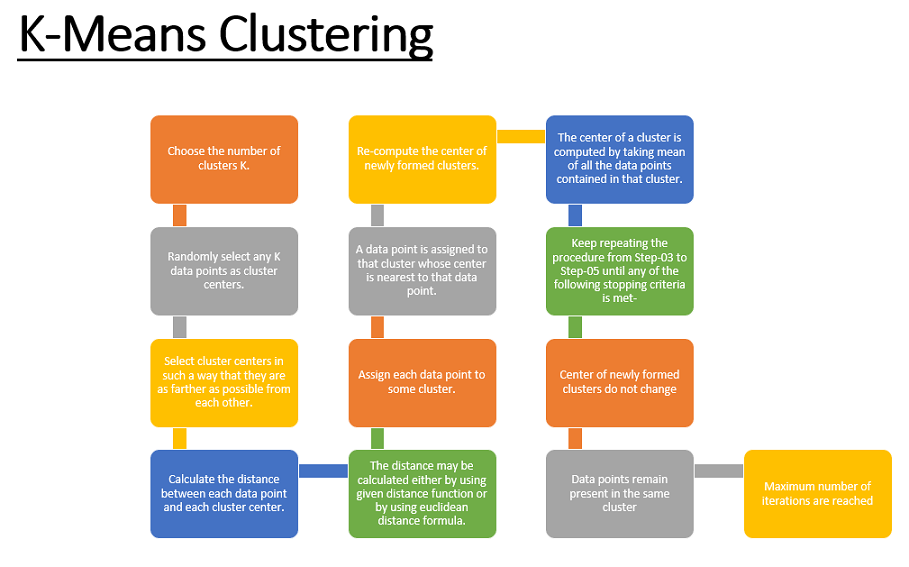 K-Means Clustering
Choose the number of
clusters K.
Randomly select any K
data points as cluster
centers.
Select cluster centers in
such a way that they are
as farther as possible from
each other.
Calculate the distance
between each data point
and each cluster center.
The distance may be
calculated either by using
given distance function or
by using euclidean
distance formula.
Assign each data point to
some cluster.
A data point is assigned to
that cluster whose center
is nearest to that data
point.
Re-compute the center of
newly formed clusters.
The center of a cluster is
computed by taking mean
of all the data points
contained in that cluster.
Keep repeating the
procedure from Step-03 to
Step-05 until any of the
following stopping criteria
is met-
Center of newly formed
clusters do not change
Data points remain
present in the same
cluster
Maximum number of
iterations are reached